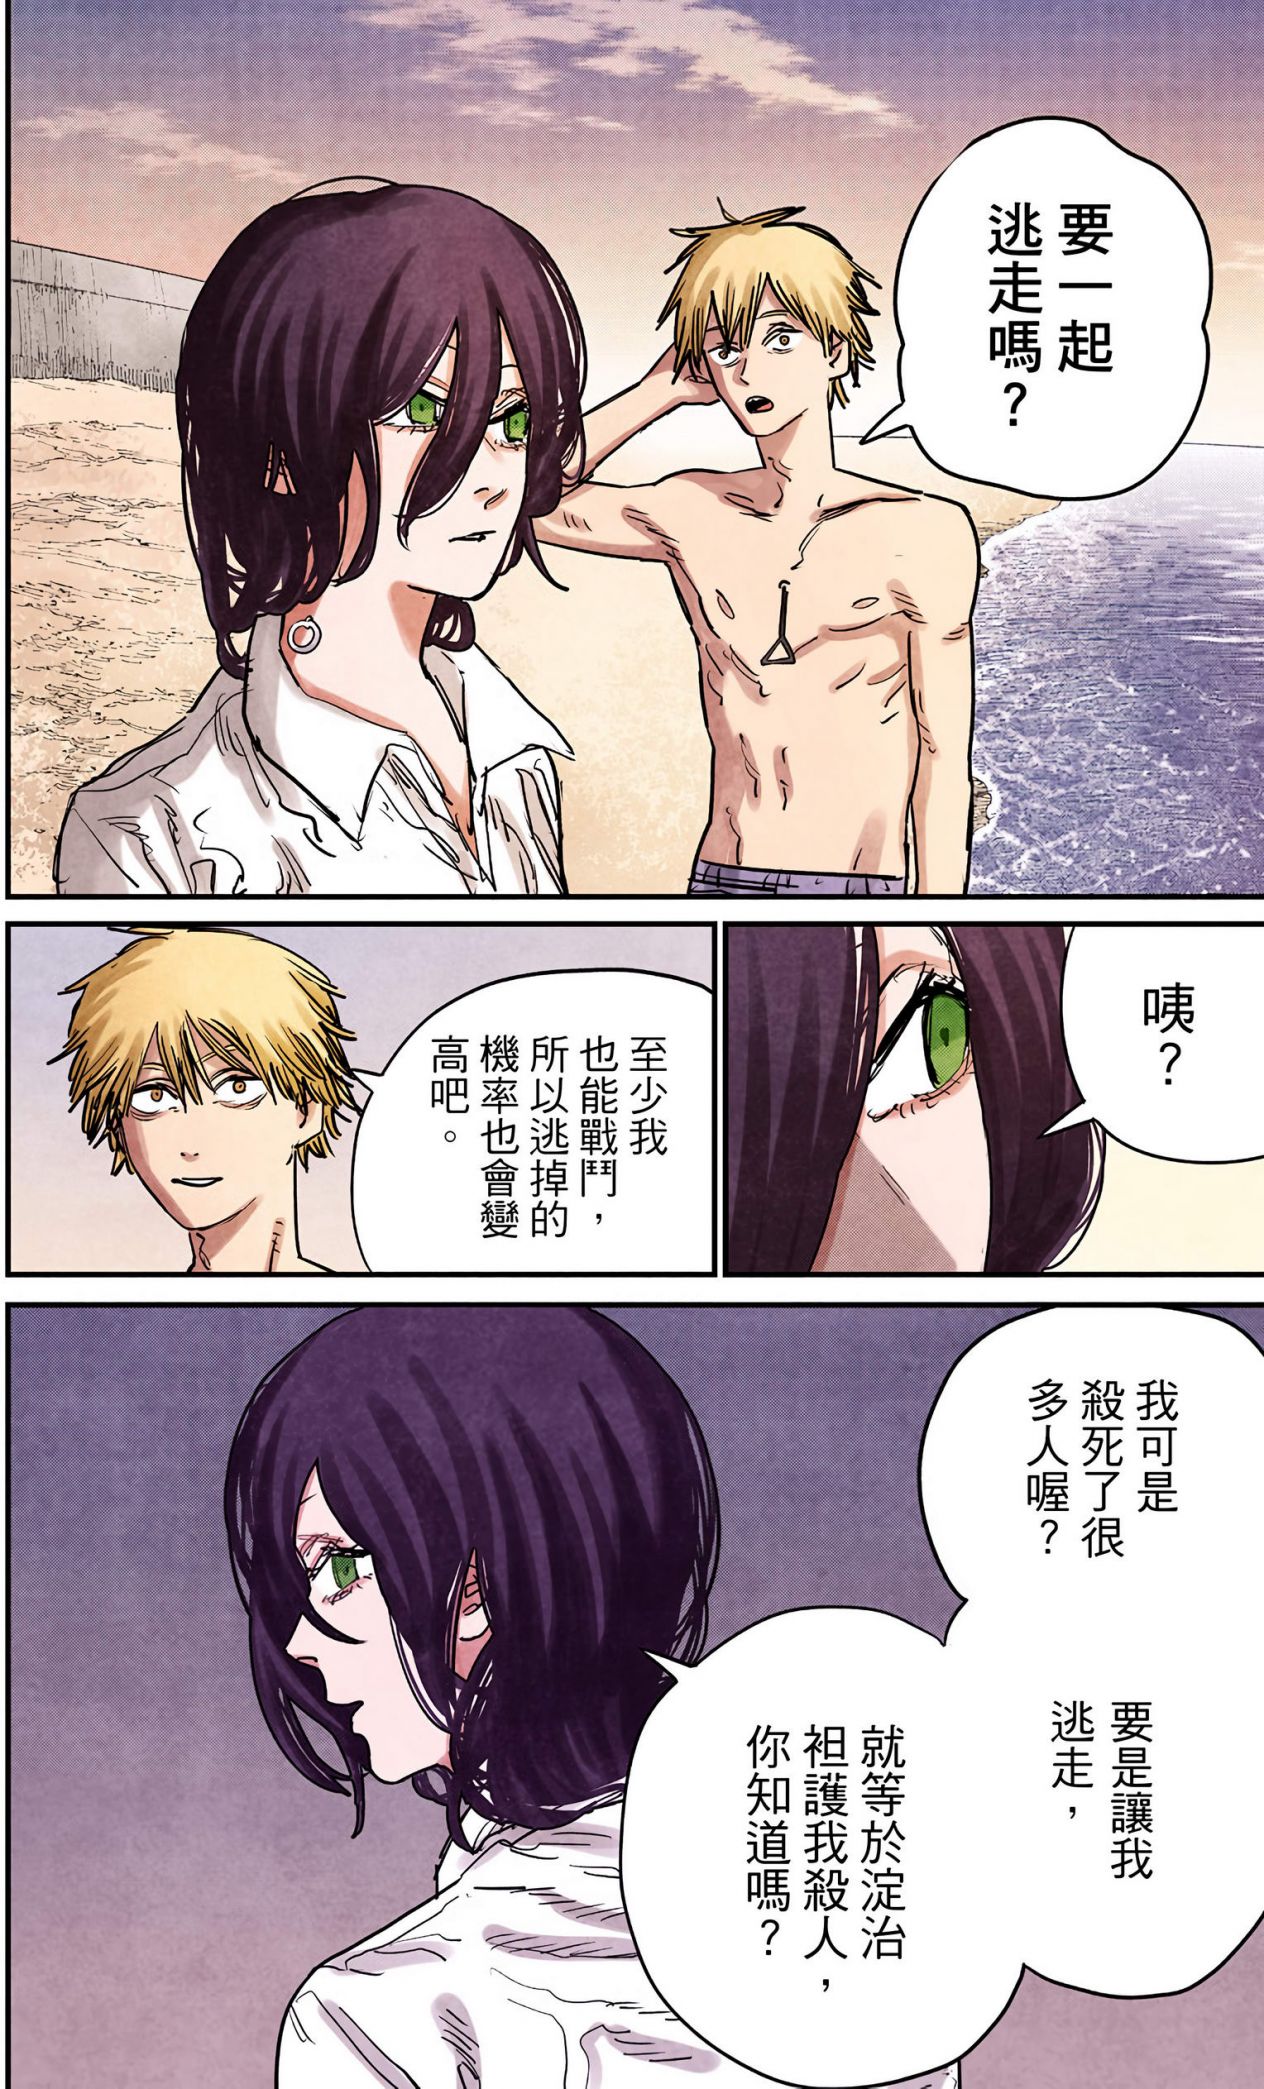 要一起
逃走嗎？
咦？
至少我
也能戰鬥，
所以逃掉的
機率也會變
高吧。
我可是
殺死了很
多人喔？
要是讓我
逃走，
就等於淀治
袒護我殺人，
你知道嗎？